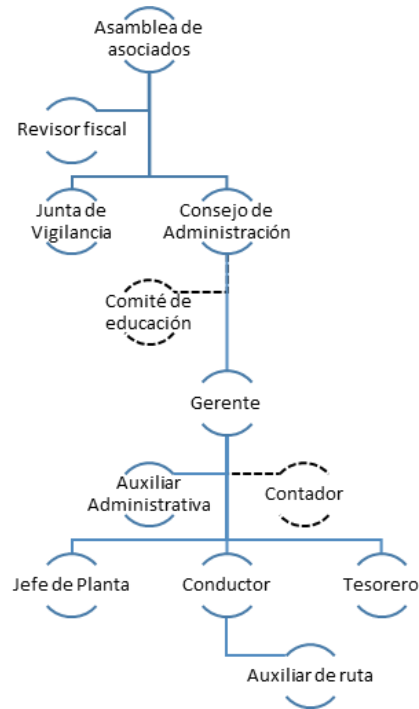 Asamblea de
asociados
Revisor fiscal
Junta de
Vigilancia
Consejo de
Administración
Comité de
educación
Gerente
Auxiliar
Administrativa
Contador
Jefe de Planta
Conductor
Tesorero
Auxiliar de ruta